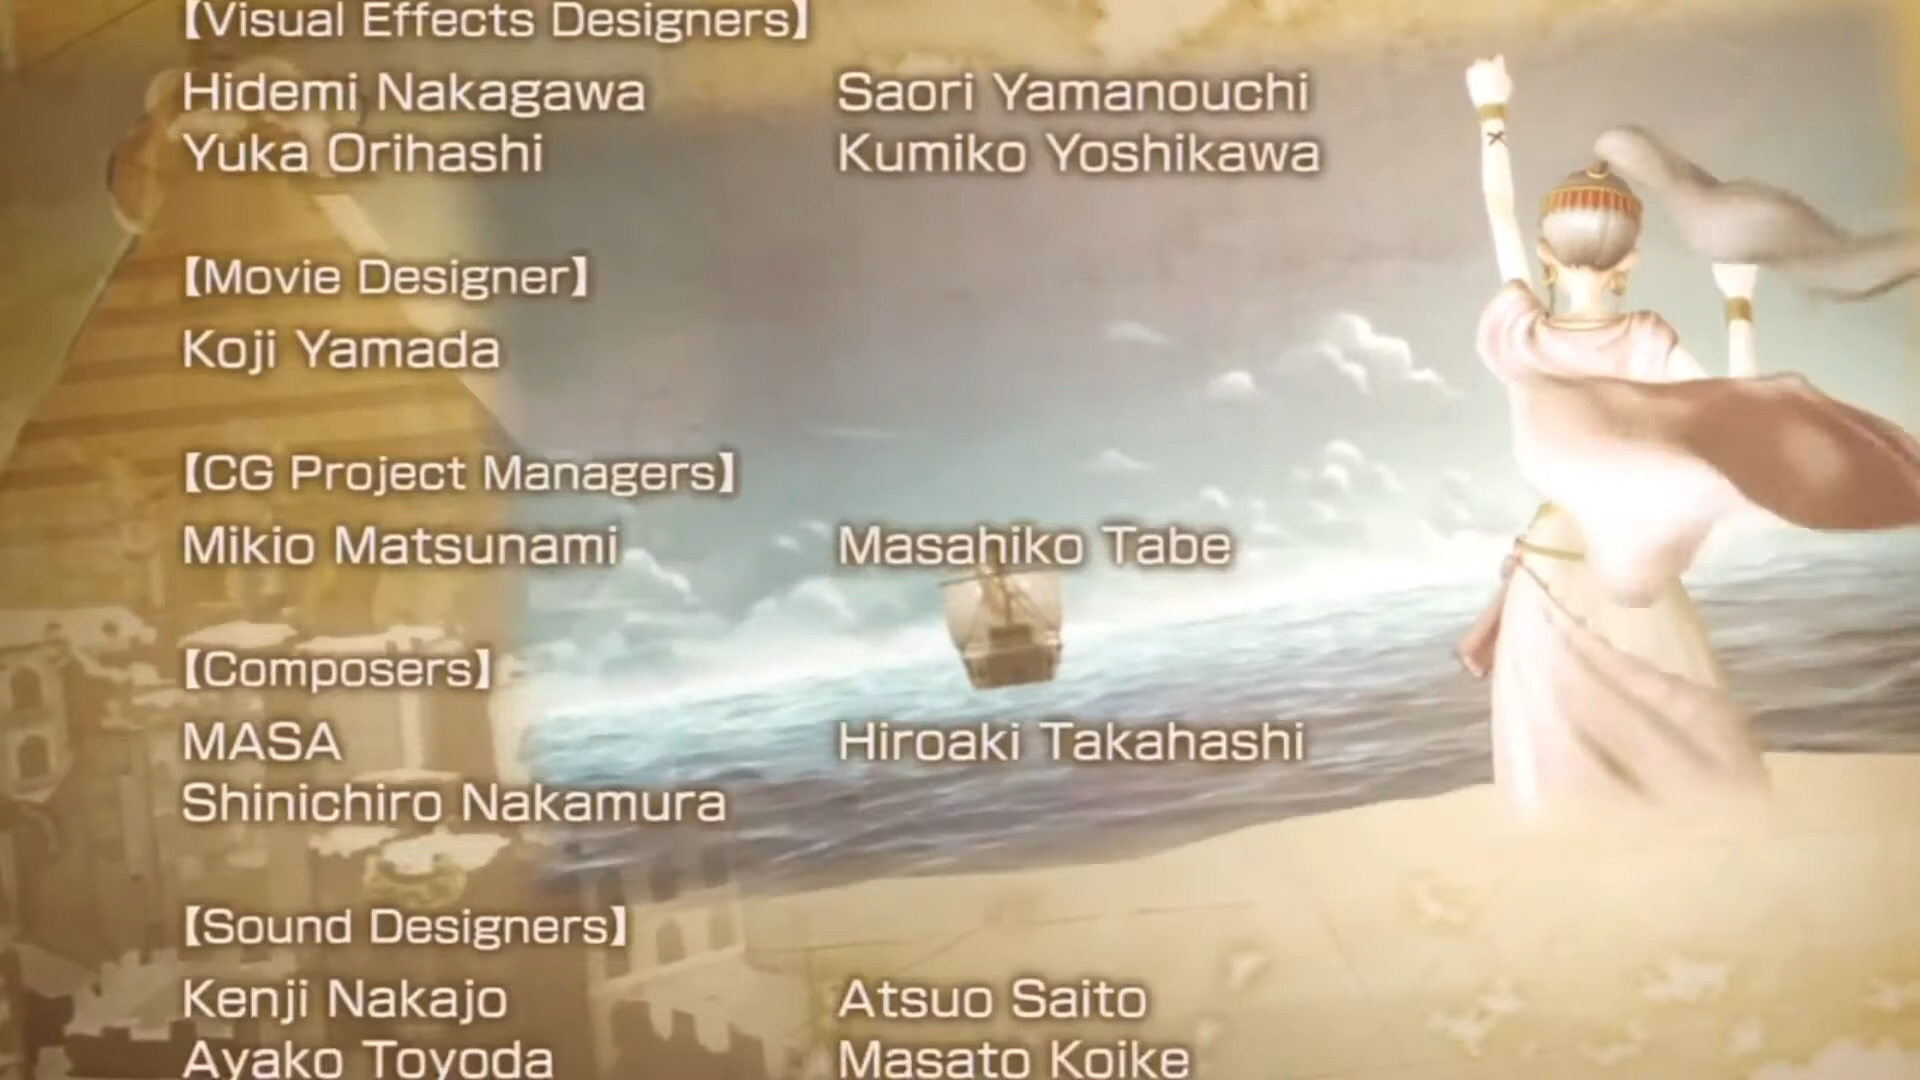 【Visual Effects Designers】
Hidemi Nakagawa Saori Yamanouchi
Yuka Orihashi Kumiko Yoshikawa
【Movie Designer】
Koji Yamada
【CG Project Managers】
Mikio Matsunami Masahiko Tabe
【Composers】
MASA Hiroaki Takahashi
Shinichiro Nakamura
【Sound Designers】
Kenji Nakajo Atsuo Saito
Ayako Toyoda Masato Koike